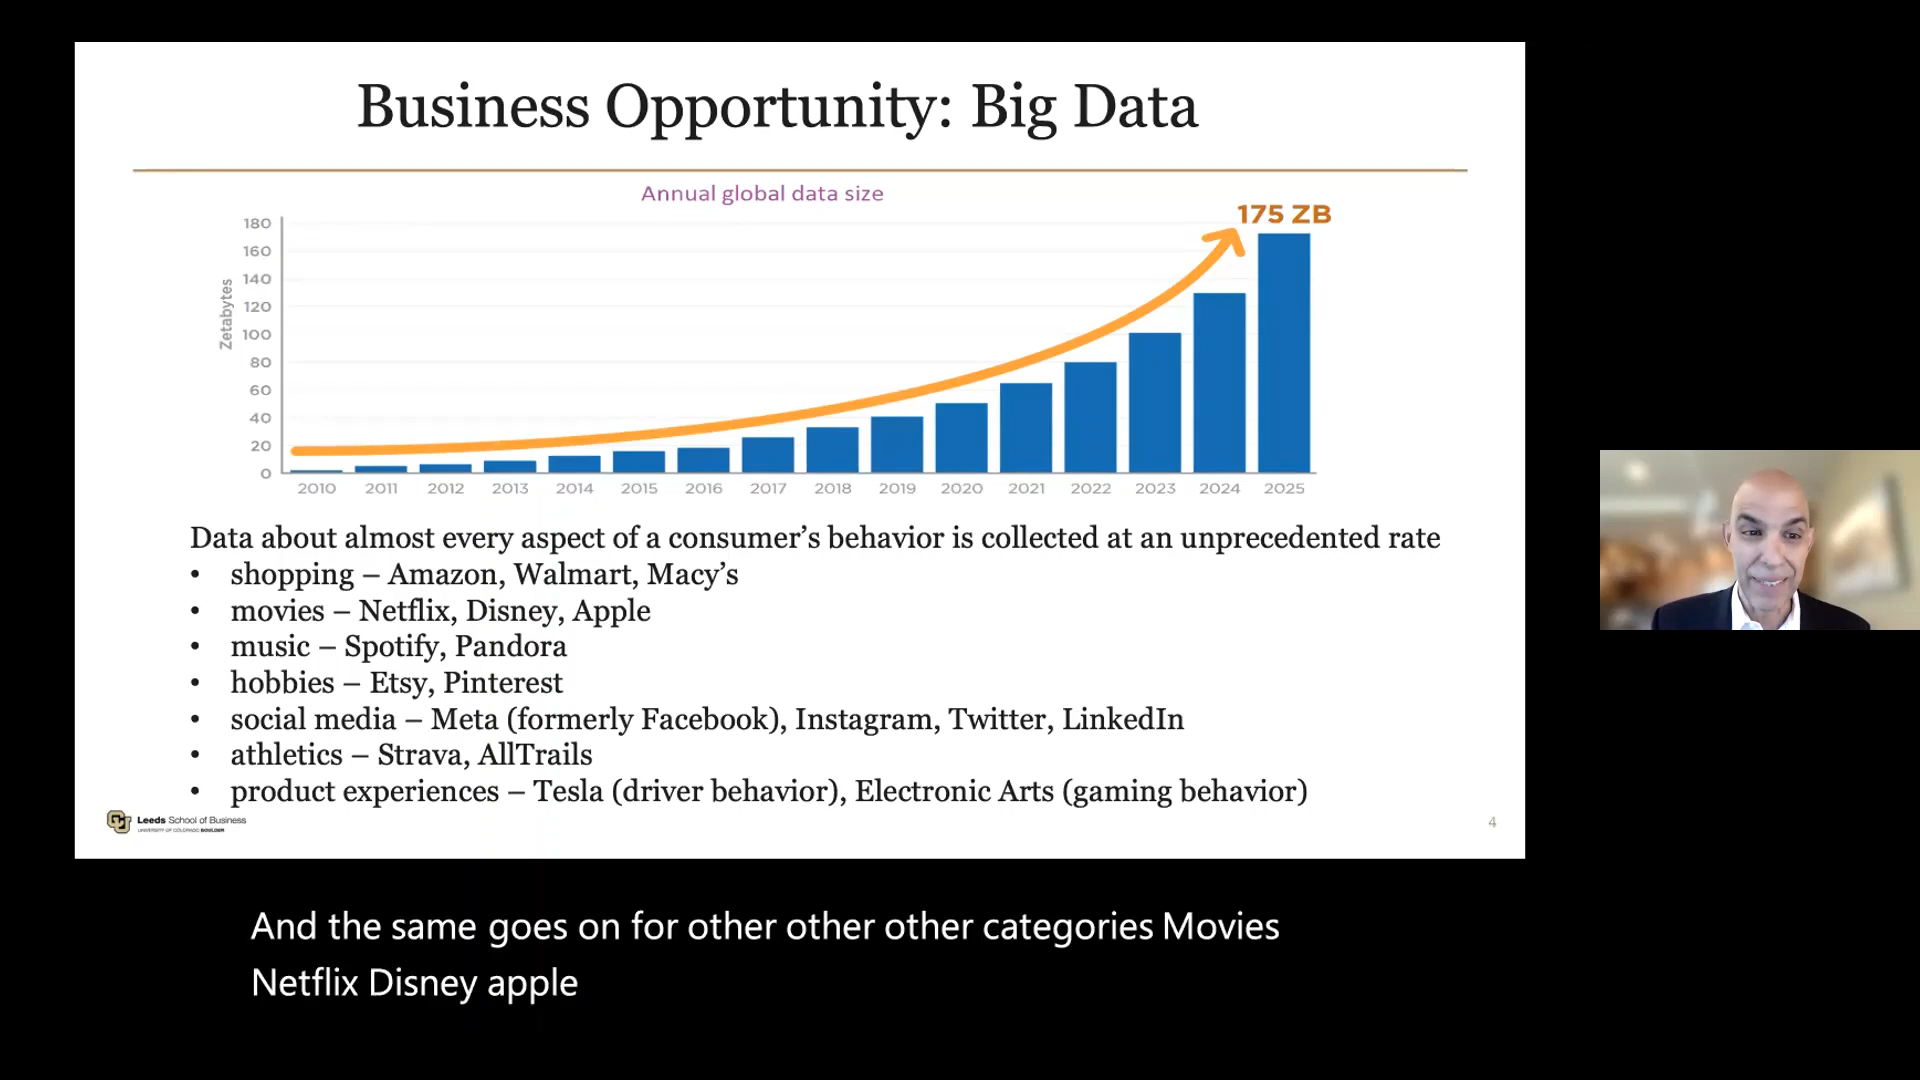 Business Opportunity: Big Data
Annual global data size
175 ZB
Zetabytes
180
160
140
120
100
80
60
40
20
0
2010 2011 2012 2013 2014 2015 2016 2017 2018 2019 2020 2021 2022 2023 2024 2025
Data about almost every aspect of a consumer’s behavior is collected at an unprecedented rate
• shopping – Amazon, Walmart, Macy’s
• movies – Netflix, Disney, Apple
• music – Spotify, Pandora
• hobbies – Etsy, Pinterest
• social media – Meta (formerly Facebook), Instagram, Twitter, LinkedIn
• athletics – Strava, AllTrails
• product experiences – Tesla (driver behavior), Electronic Arts (gaming behavior)
CU
Leeds School of Business
UNIVERSITY OF COLORADO BOULDER
4
And the same goes on for other other other categories Movies
Netflix Disney apple